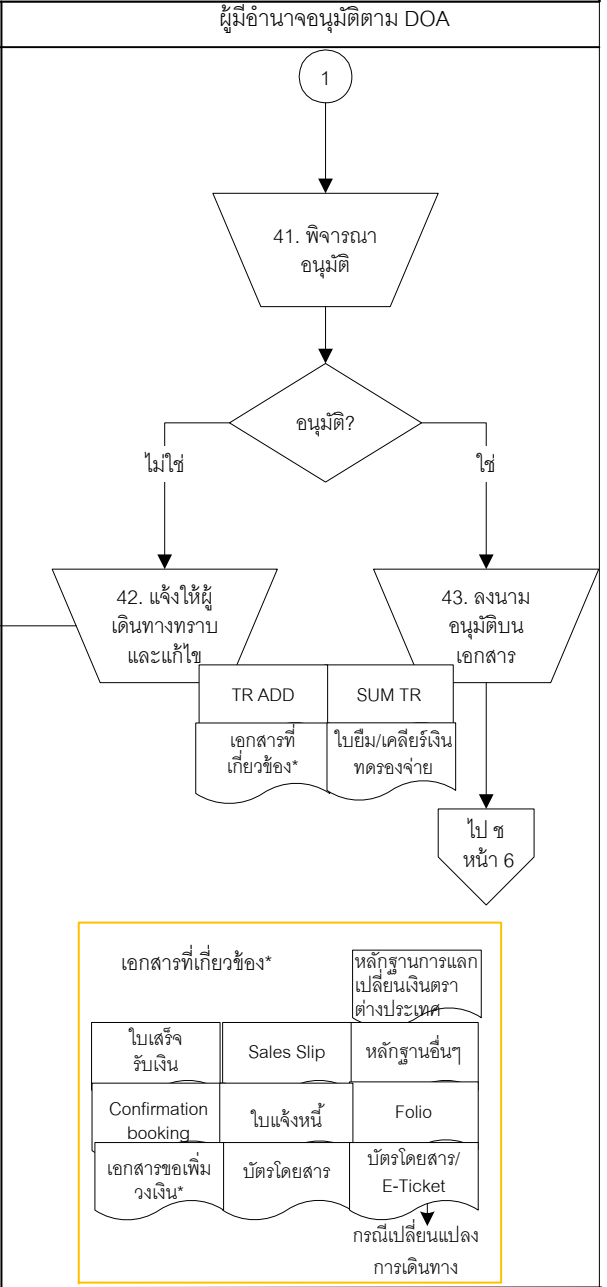 ผู้มีอำนาจอนุมัติตาม DOA
1
41. พิจารณา
อนุมัติ
อนุมัติ?
ไม่ใช่
ใช่
42. แจ้งให้ผู้
เดินทางทราบ
และแก้ไข
43. ลงนาม
อนุมัติบน
เอกสาร
TR ADD
SUM TR
เอกสารที่
เกี่ยวข้อง*
ใบยืม/เคลียร์เงิน
ทดรองจ่าย
ไป ช
หน้า 6
เอกสารที่เกี่ยวข้อง*
หลักฐานการแลก
เปลี่ยนเงินตรา
ต่างประเทศ
ใบเสร็จ
รับเงิน
Sales Slip
หลักฐานอื่นๆ
Confirmation
booking
ใบแจ้งหนี้
Folio
เอกสารขอเพิ่ม
วงเงิน*
บัตรโดยสาร
บัตรโดยสาร/
E-Ticket
กรณีเปลี่ยนแปลง
การเดินทาง